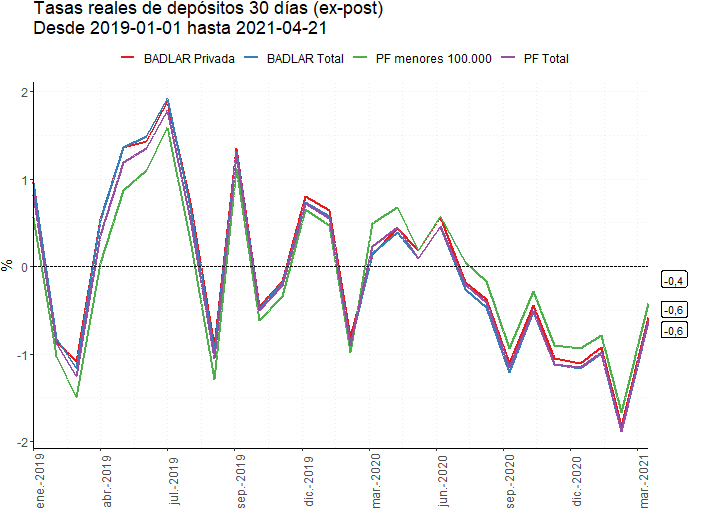 Tasas reales de depósitos 30 días (ex-post)
Desde 2019-01-01 hasta 2021-04-21
BADLAR Privada BADLAR Total PF menores 100.000 PF Total
%
2
1
0
-1
-2
-0,4
-0,6
-0,6
ene.-2019
abr.-2019
jul.-2019
sep.-2019
dic.-2019
mar.-2020
jun.-2020
sep.-2020
dic.-2020
mar.-2021